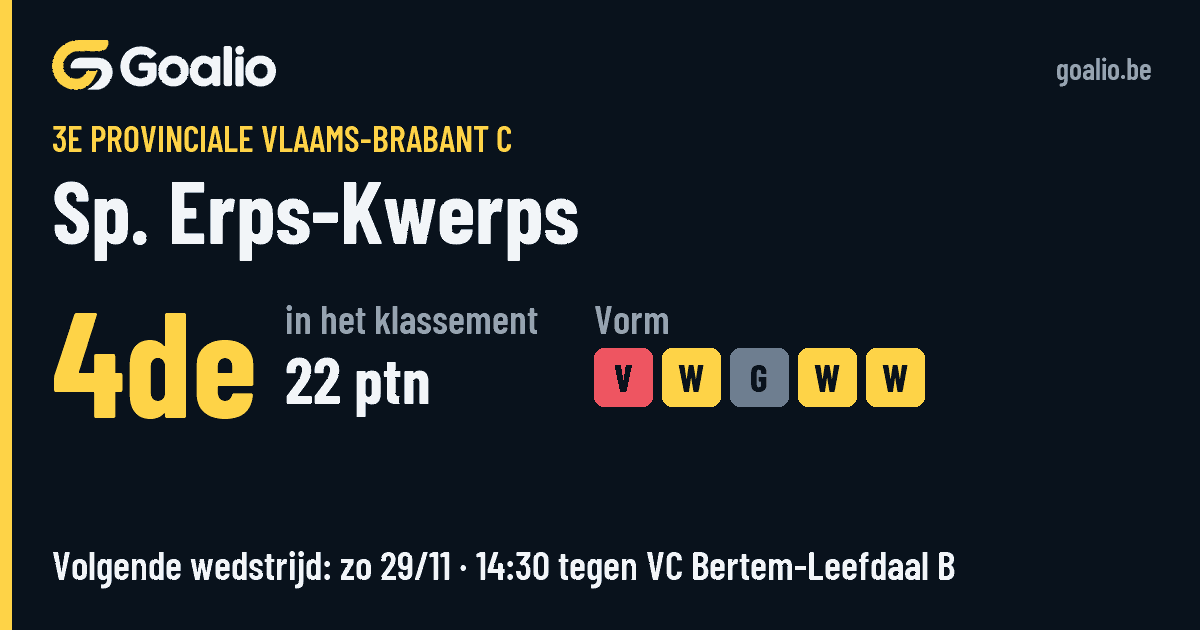 Goalio
goalio.be
3E PROVINCIALE VLAAMS-BRABANT C
Sp. Erps-Kwerps
4de
in het klassement
22 ptn
Vorm
V W G W W
Volgende wedstrijd: zo 29/11 · 14:30 tegen VC Bertem-Leefdaal B